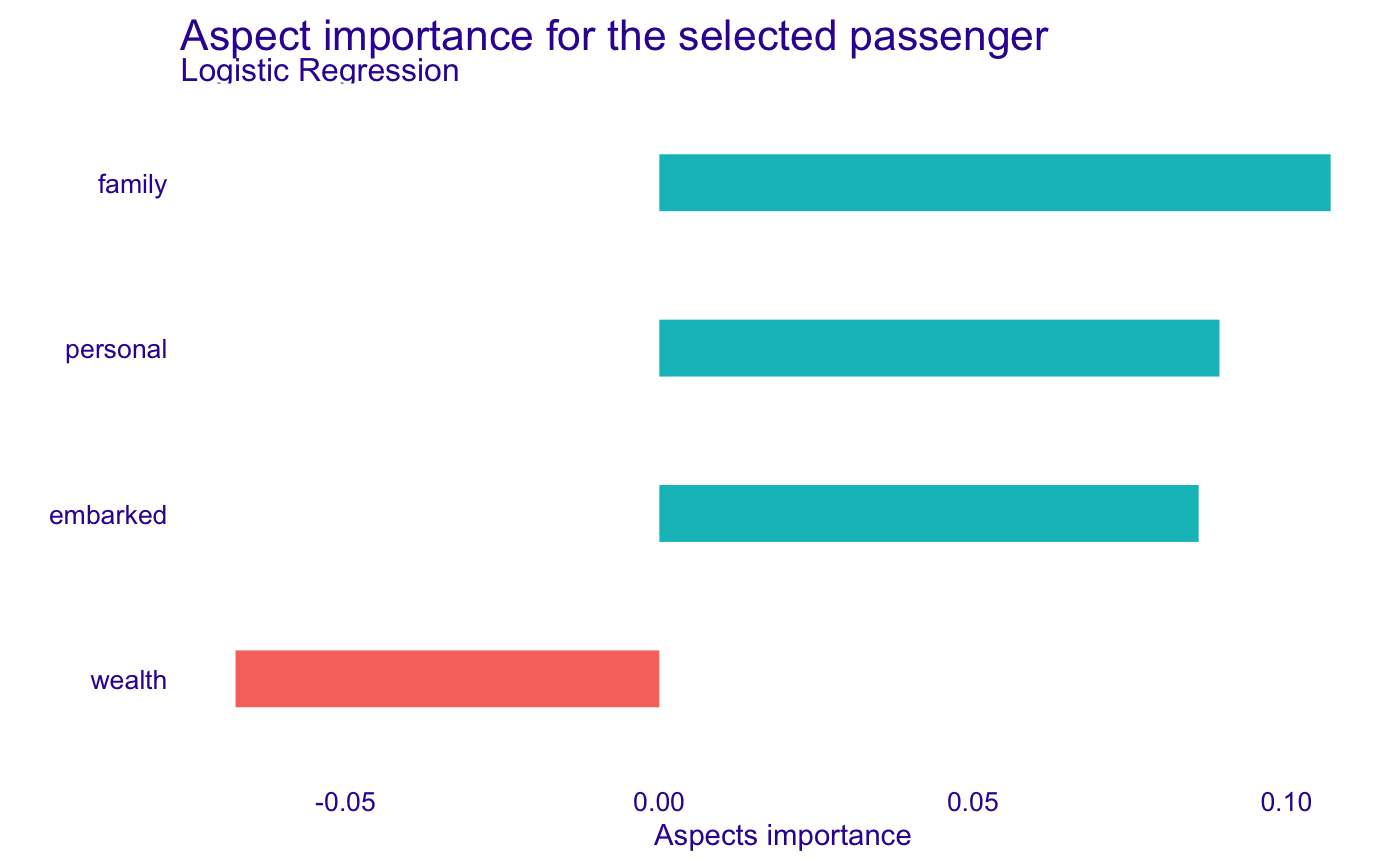 Aspect importance for the selected passenger
Logistic Regression
family
personal
embarked
wealth
-0.05 0.00 0.05 0.10
Aspects importance